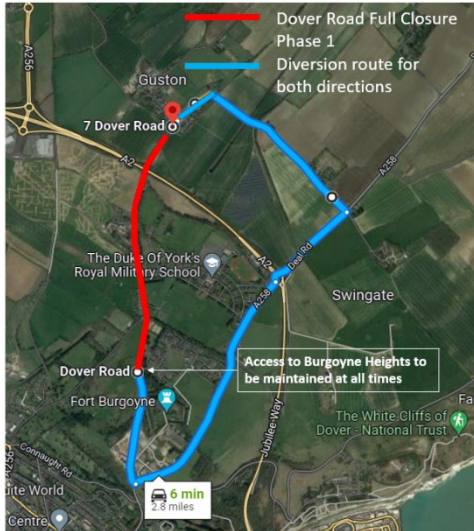 Dover Road Full Closure
Phase 1
Diversion route for
both directions
A256
Guston
7 Dover Road
A2
A258
The Duke Of York's
Royal Military School
A2
Deal Rd
A258
Swingate
Dover Road
Access to Burgoyne Heights to
be maintained at all times
Fort Burgoyne
Jubilee Way
The White Cliffs of
Dover - National Trust
Fa
Connaught Rd
A256
uite World
Centre
6 min
2.8 miles